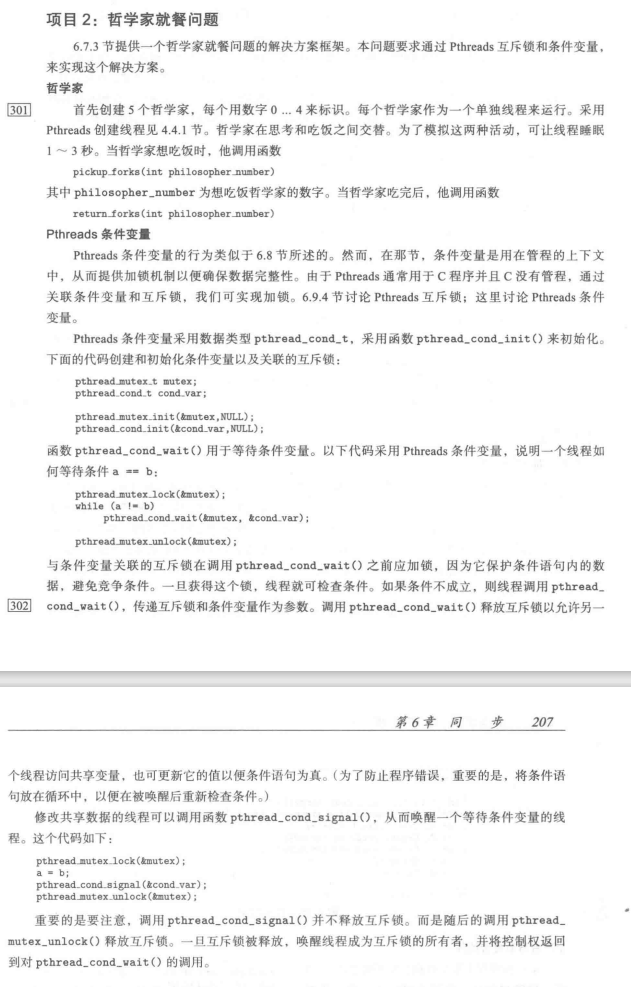 项目 2：哲学家就餐问题
6.7.3 节提供一个哲学家就餐问题的解决方案框架。本问题要求通过 Pthreads 互斥锁和条件变量，
来实现这个解决方案。
哲学家
301 首先创建 5 个哲学家，每个用数字 0 … 4 来标识。每个哲学家作为一个单独线程来运行。采用
Pthreads 创建线程见 4.4.1 节。哲学家在思考和吃饭之间交替。为了模拟这两种活动，可让线程睡眠
1～3 秒。当哲学家想吃饭时，他调用函数
pickup_forks(int philosopher_number)
其中 philosopher_number 为想吃饭哲学家的数字。当哲学家吃完后，他调用函数
return_forks(int philosopher_number)
Pthreads 条件变量
Pthreads 条件变量的行为类似于 6.8 节所述的。然而，在那节，条件变量是用在管程的上下文
中，从而提供加锁机制以便确保数据完整性。由于 Pthreads 通常用于 C 程序并且 C 没有管程，通过
关联条件变量和互斥锁，我们可实现加锁。6.9.4 节讨论 Pthreads 互斥锁；这里讨论 Pthreads 条件
变量。
Pthreads 条件变量采用数据类型 pthread_cond_t，采用函数 pthread_cond_init() 来初始化。
下面的代码创建和初始化条件变量以及关联的互斥锁：
pthread_mutex_t mutex;
pthread_cond_t cond_var;
pthread_mutex_init(&mutex,NULL);
pthread_cond_init(&cond_var,NULL);
函数 pthread_cond_wait() 用于等待条件变量。以下代码采用 Pthreads 条件变量，说明一个线程如
何等待条件 a == b：
pthread_mutex_lock(&mutex);
while (a != b)
pthread_cond_wait(&mutex, &cond_var);
pthread_mutex_unlock(&mutex);
与条件变量关联的互斥锁在调用 pthread_cond_wait() 之前应加锁，因为它保护条件语句内的数
据，避免竞争条件。一旦获得这个锁，线程就可检查条件。如果条件不成立，则线程调用 pthread_
302 cond_wait()，传递互斥锁和条件变量作为参数。调用 pthread_cond_wait() 释放互斥锁以允许另一
第 6 章 同 步 207
个线程访问共享变量，也可更新它的值以便条件语句为真。（为了防止程序错误，重要的是，将条件语
句放在循环中，以便在被唤醒后重新检查条件。）
修改共享数据的线程可以调用函数 pthread_cond_signal()，从而唤醒一个等待条件变量的线
程。这个代码如下：
pthread_mutex_lock(&mutex);
a = b;
pthread_cond_signal(&cond_var);
pthread_mutex_unlock(&mutex);
重要的是要注意，调用 pthread_cond_signal() 并不释放互斥锁。而是随后的调用 pthread_
mutex_unlock() 释放互斥锁。一旦互斥锁被释放，唤醒线程成为互斥锁的所有者，并将控制权返回
到对 pthread_cond_wait() 的调用。